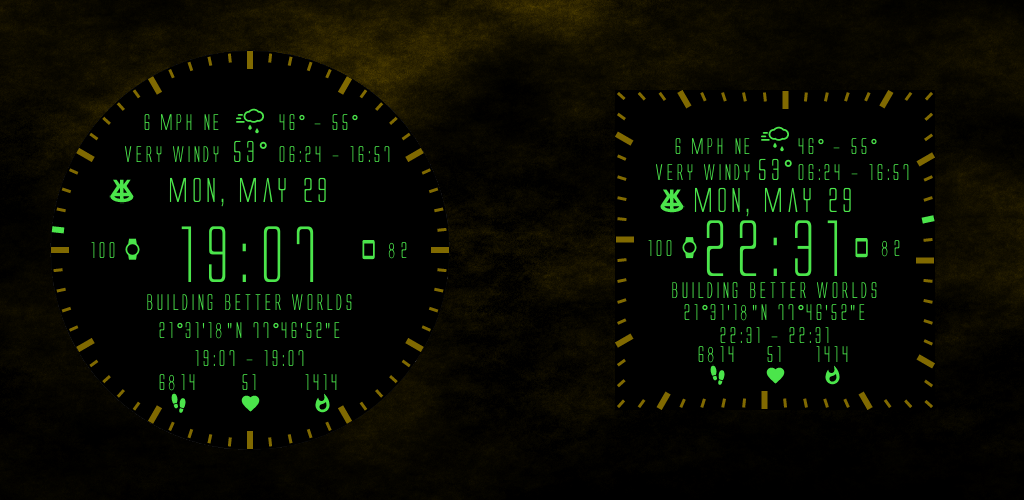 6 MPH NE 46° - 55°
VERY WINDY 53° 06:24 - 16:57
MON, MAY 29
100 19:07 82
BUILDING BETTER WORLDS
21°31'18"N 77°46'52"E
19:07 - 19:07
6814 51 1414
6 MPH NE 46° - 55°
VERY WINDY 53° 06:24 - 16:57
MON, MAY 29
100 22:31 82
BUILDING BETTER WORLDS
21°31'18"N 77°46'52"E
22:31 - 22:31
6814 51 1414